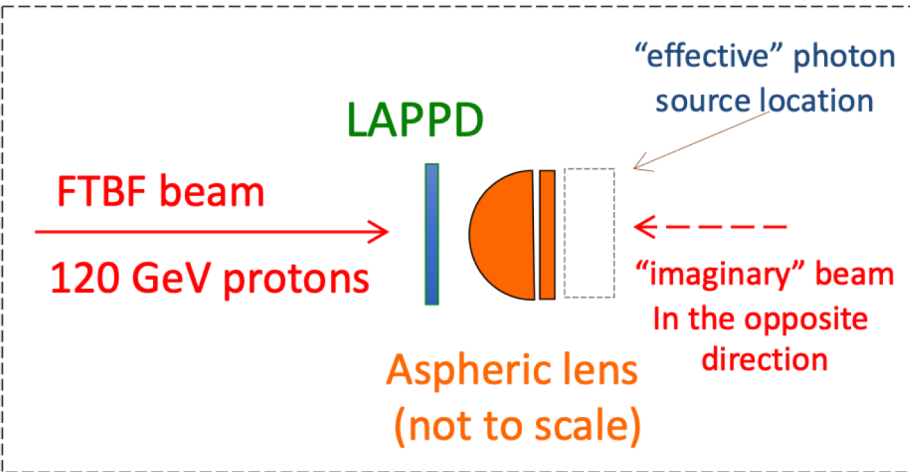 “effective” photon
source location
LAPPD
FTBF beam
120 GeV protons
“imaginary” beam
In the opposite
direction
Aspheric lens
(not to scale)